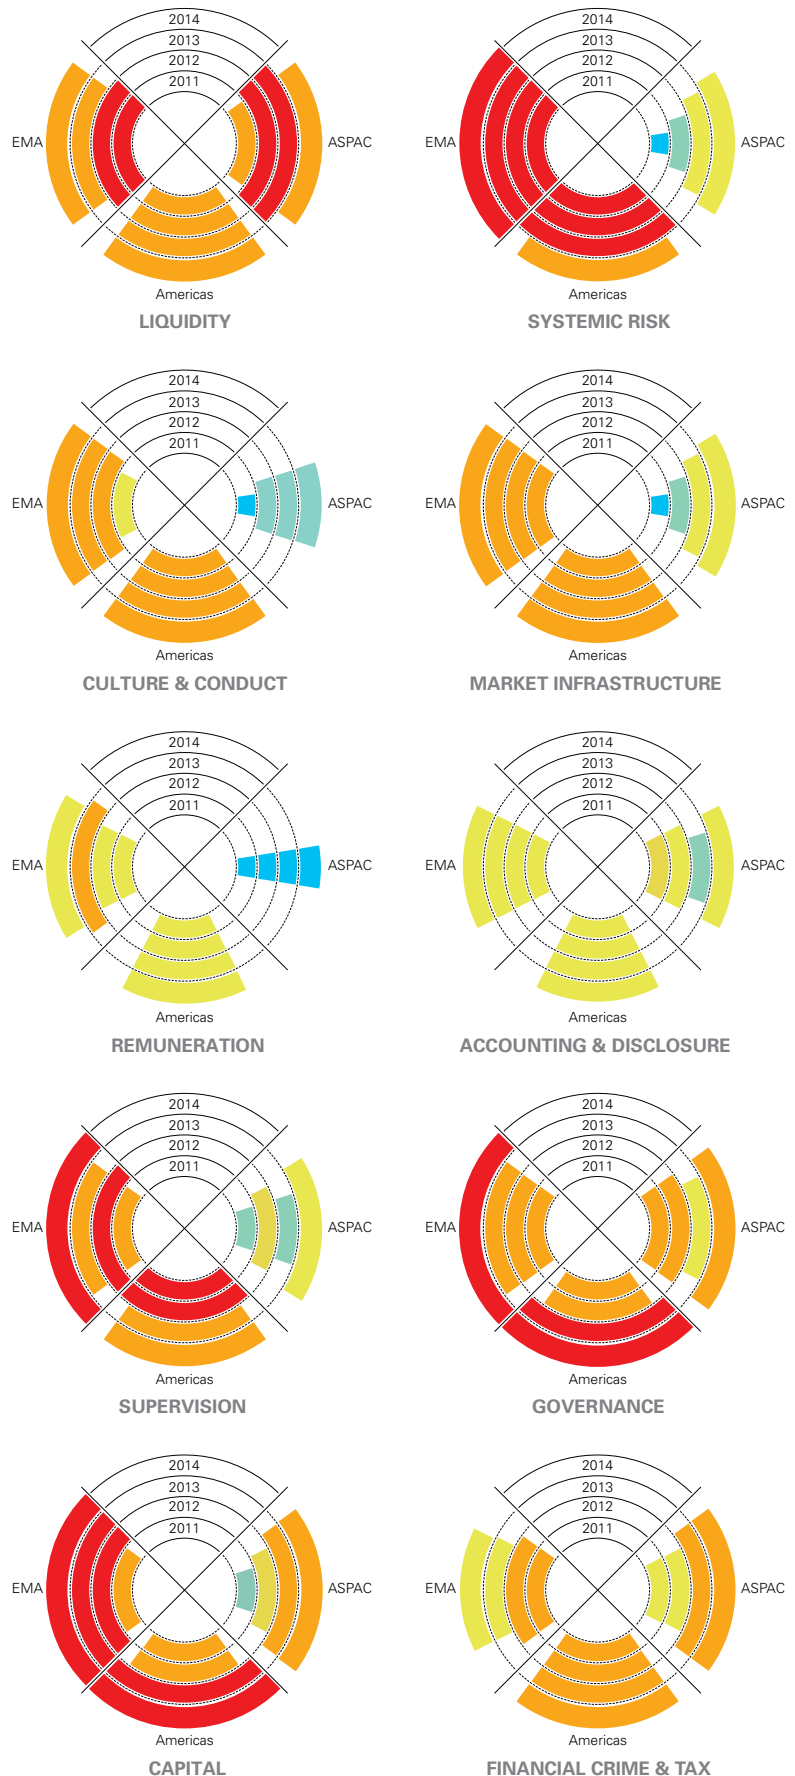 2014
2013
2012
2011
EMA
ASPAC
Americas
LIQUIDITY
2014
2013
2012
2011
EMA
ASPAC
Americas
SYSTEMIC RISK
2014
2013
2012
2011
EMA
ASPAC
Americas
CULTURE & CONDUCT
2014
2013
2012
2011
EMA
ASPAC
Americas
MARKET INFRASTRUCTURE
2014
2013
2012
2011
EMA
ASPAC
Americas
REMUNERATION
2014
2013
2012
2011
EMA
ASPAC
Americas
ACCOUNTING & DISCLOSURE
2014
2013
2012
2011
EMA
ASPAC
Americas
SUPERVISION
2014
2013
2012
2011
EMA
ASPAC
Americas
GOVERNANCE
2014
2013
2012
2011
EMA
ASPAC
Americas
CAPITAL
2014
2013
2012
2011
EMA
ASPAC
Americas
FINANCIAL CRIME & TAX